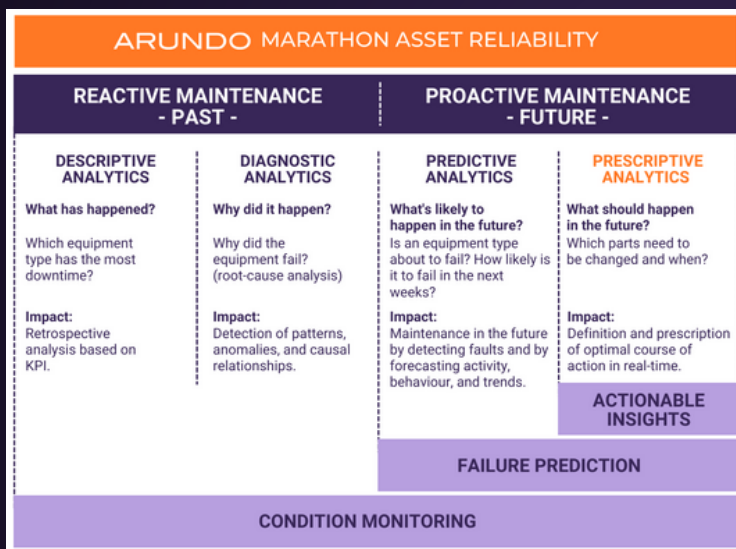 ARUNDO MARATHON ASSET RELIABILITY
REACTIVE MAINTENANCE
- PAST -
PROACTIVE MAINTENANCE
- FUTURE -
DESCRIPTIVE
ANALYTICS
What has happened?
Which equipment
type has the most
downtime?
Impact:
Retrospective
analysis based on
KPI.
DIAGNOSTIC
ANALYTICS
Why did it happen?
Why did the
equipment fail?
(root-cause analysis)
Impact:
Detection of patterns,
anomalies, and causal
relationships.
PREDICTIVE
ANALYTICS
What's likely to
happen in the future?
Is an equipment type
about to fail? How likely is
it to fail in the next
weeks?
Impact:
Maintenance in the future
by detecting faults and by
forecasting activity,
behaviour, and trends.
PRESCRIPTIVE
ANALYTICS
What should happen
in the future?
Which parts need to
be changed and when?
Impact:
Definition and prescription
of optimal course of
action in real-time.
ACTIONABLE
INSIGHTS
FAILURE PREDICTION
CONDITION MONITORING